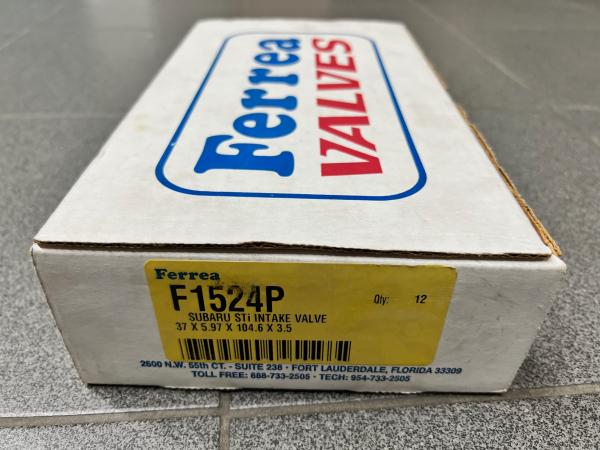 Ferrea
VALVES
Ferrea
F1524P
Qty: 12
SUBARU STi INTAKE VALVE
37 X 5.97 X 104.6 X 3.5
2600 N.W. 55th CT. - SUITE 238 • FORT LAUDERDALE, FLORIDA 33309
TOLL FREE: 888-733-2505 • TECH: 954-733-2505